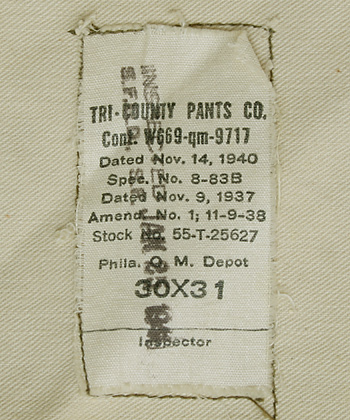 TRI-COUNTY PANTS CO.
Cont. W669-qm-9717
Dated Nov. 14, 1940
Spec. No. 8-83B
Dated Nov. 9, 1937
Amend. No. 1; 11-9-38
Stock No. 55-T-25627
Phila. Q. M. Depot
30X31
Inspector
INSPECTED